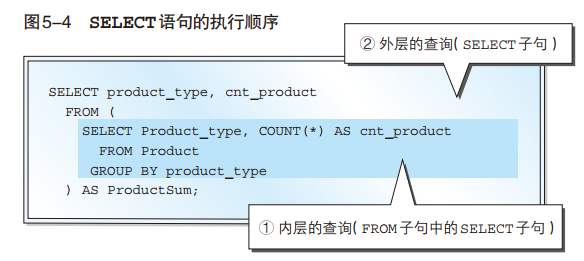 图5-4 SELECT语句的执行顺序
② 外层的查询( SELECT子句 )
SELECT product_type, cnt_product
FROM (
SELECT Product_type, COUNT(*) AS cnt_product
FROM Product
GROUP BY product_type
) AS ProductSum;
① 内层的查询( FROM子句中的SELECT子句 )